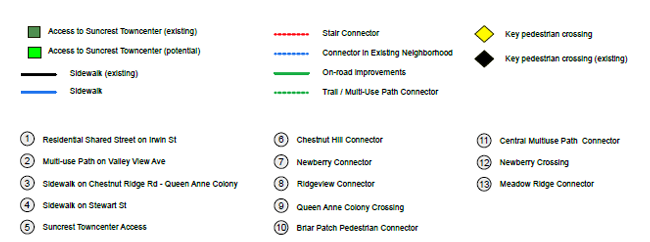 Access to Suncrest Towncenter (existing)
Access to Suncrest Towncenter (potential)
Sidewalk (existing)
Sidewalk
Stair Connector
Connector in Existing Neighborhood
On-road Improvements
Trail / Multi-Use Path Connector
Key pedestrian crossing
Key pedestrian crossing (existing)
1 Residential Shared Street on Irwin St
2 Multi-use Path on Valley View Ave
3 Sidewalk on Chestnut Ridge Rd - Queen Anne Colony
4 Sidewalk on Stewart St
5 Suncrest Towncenter Access
6 Chestnut Hill Connector
7 Newberry Connector
8 Ridgeview Connector
9 Queen Anne Colony Crossing
10 Briar Patch Pedestrian Connector
11 Central Multiuse Path Connector
12 Newberry Crossing
13 Meadow Ridge Connector